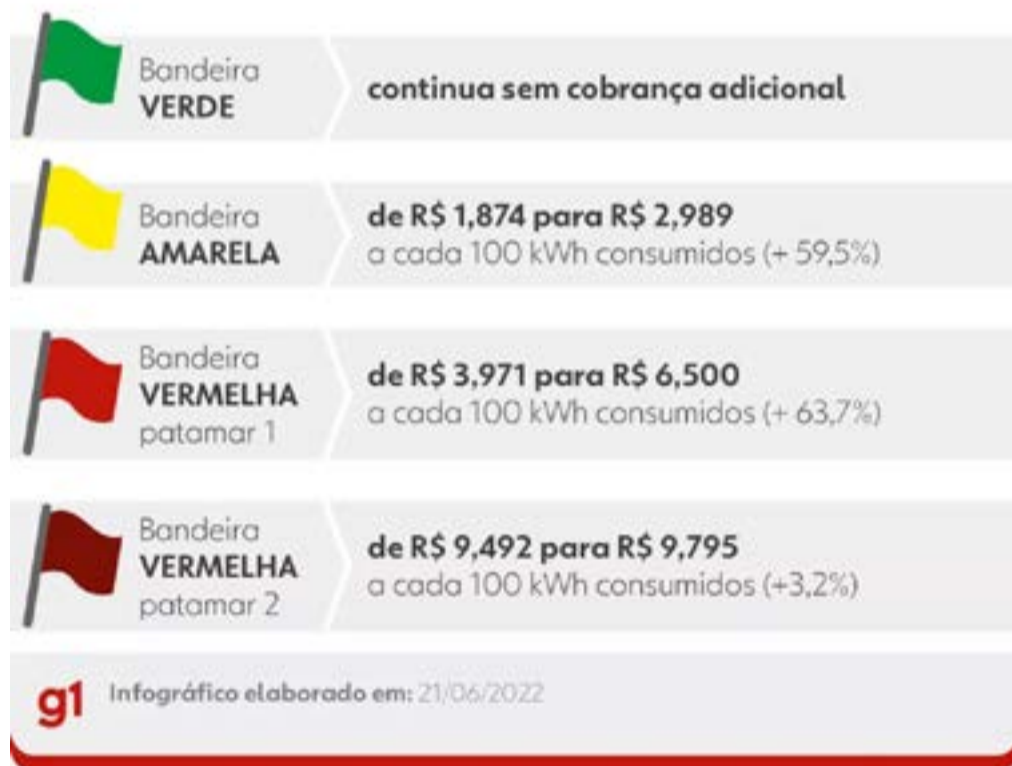 Bandeira
VERDE
continua sem cobrança adicional
Bandeira
AMARELA
de R$ 1,874 para R$ 2,989
a cada 100 kWh consumidos (+ 59,5%)
Bandeira
VERMELHA
patamar 1
de R$ 3,971 para R$ 6,500
a cada 100 kWh consumidos (+ 63,7%)
Bandeira
VERMELHA
patamar 2
de R$ 9,492 para R$ 9,795
a cada 100 kWh consumidos (+3,2%)
g1 Infográfico elaborado em: 21/06/2022